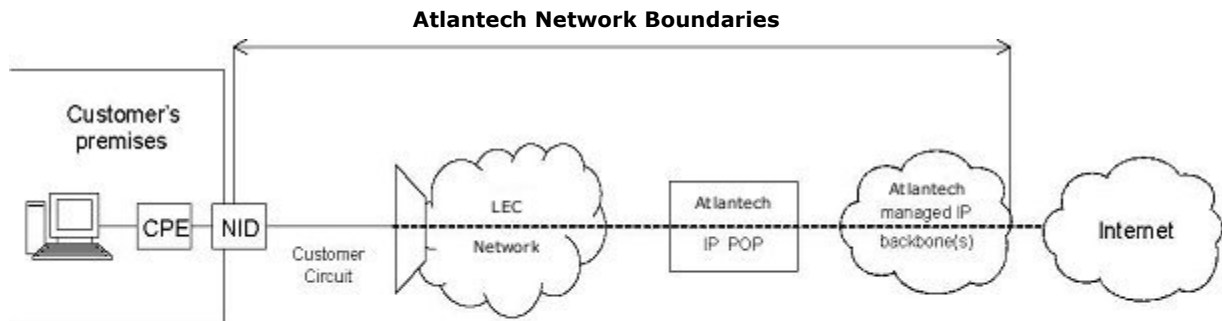 Atlantech Network Boundaries
Customer's
premises
CPE
NID
Customer
Circuit
LEC
Network
Atlantech
IP POP
Atlantech
managed IP
backbone(s)
Internet